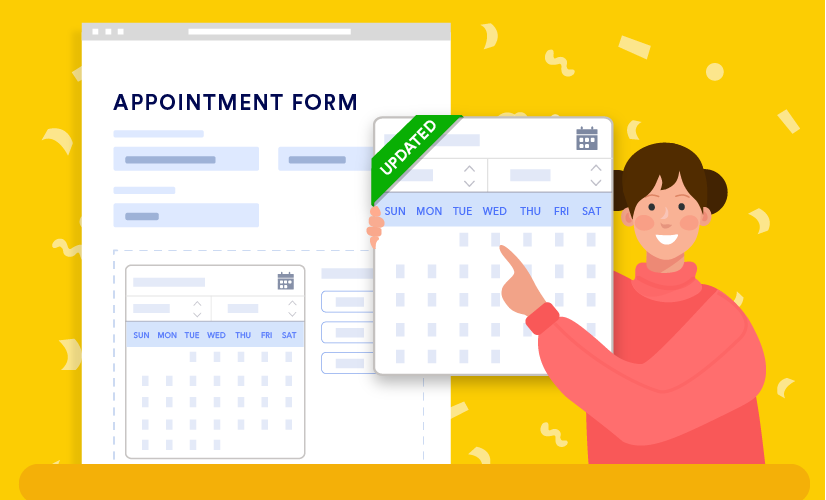 APPOINTMENT FORM
UPDATED
SUN MON TUE WED THU FRI SAT
SUN MON TUE WED THU FRI SAT